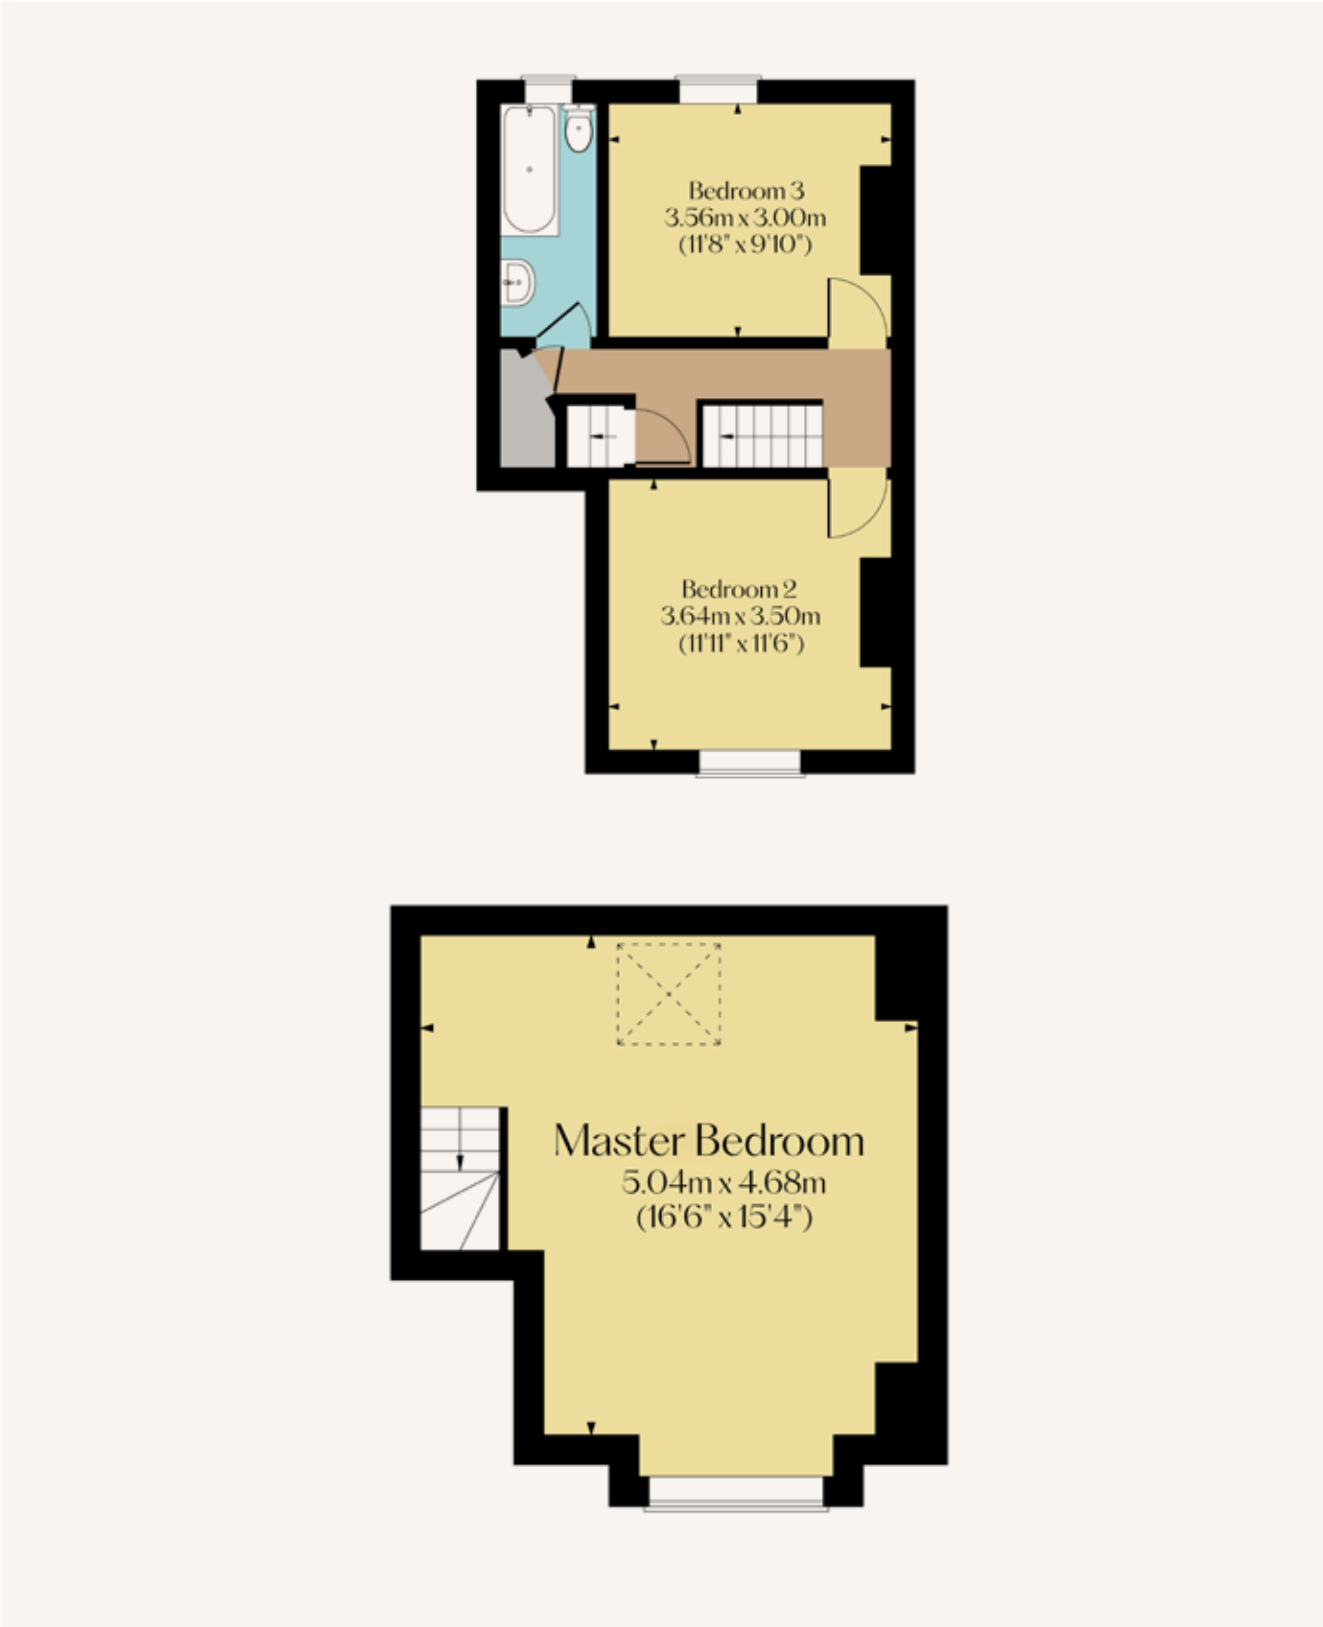 Bedroom 3
3.56m x 3.00m
(11'8" x 9'10")
Bedroom 2
3.64m x 3.50m
(11'11" x 11'6")
Master Bedroom
5.04m x 4.68m
(16'6" x 15'4")